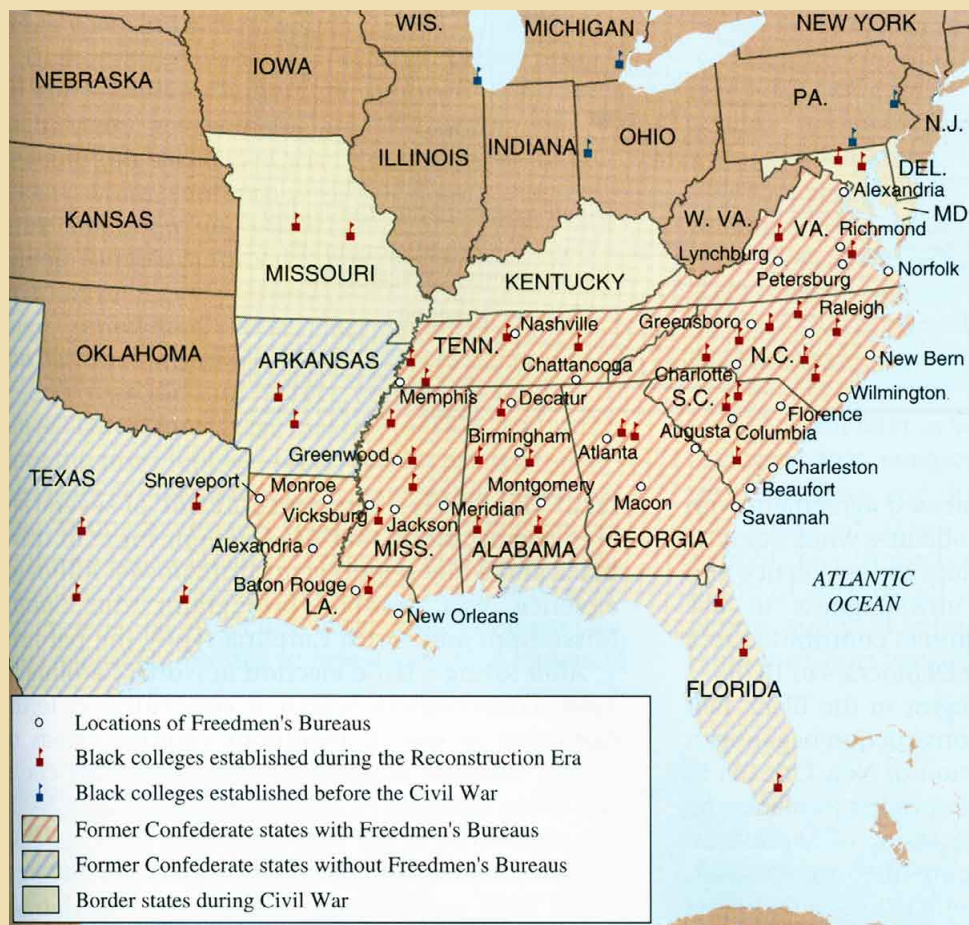 WIS.
MICHIGAN
NEW YORK
NEBRASKA
IOWA
PA.
N.J.
ILLINOIS
INDIANA
OHIO
DEL.
Alexandria
MD
KANSAS
W. VA.
VA.
Richmond
MISSOURI
Lynchburg
Petersburg
Norfolk
KENTUCKY
Raleigh
Nashville
Greensboro
OKLAHOMA
ARKANSAS
TENN.
Chattanooga
N.C.
New Bern
Charlotte
Memphis
Decatur
S.C.
Wilmington
Florence
Birmingham
Augusta
Columbia
Greenwood
Atlanta
TEXAS
Shreveport
Monroe
Montgomery
Charleston
Vicksburg
Meridian
Macon
Beaufort
Jackson
Savannah
Alexandria
MISS.
ALABAMA
GEORGIA
Baton Rouge
LA.
ATLANTIC
OCEAN
New Orleans
FLORIDA
Locations of Freedmen's Bureaus
Black colleges established during the Reconstruction Era
Black colleges established before the Civil War
Former Confederate states with Freedmen's Bureaus
Former Confederate states without Freedmen's Bureaus
Border states during Civil War